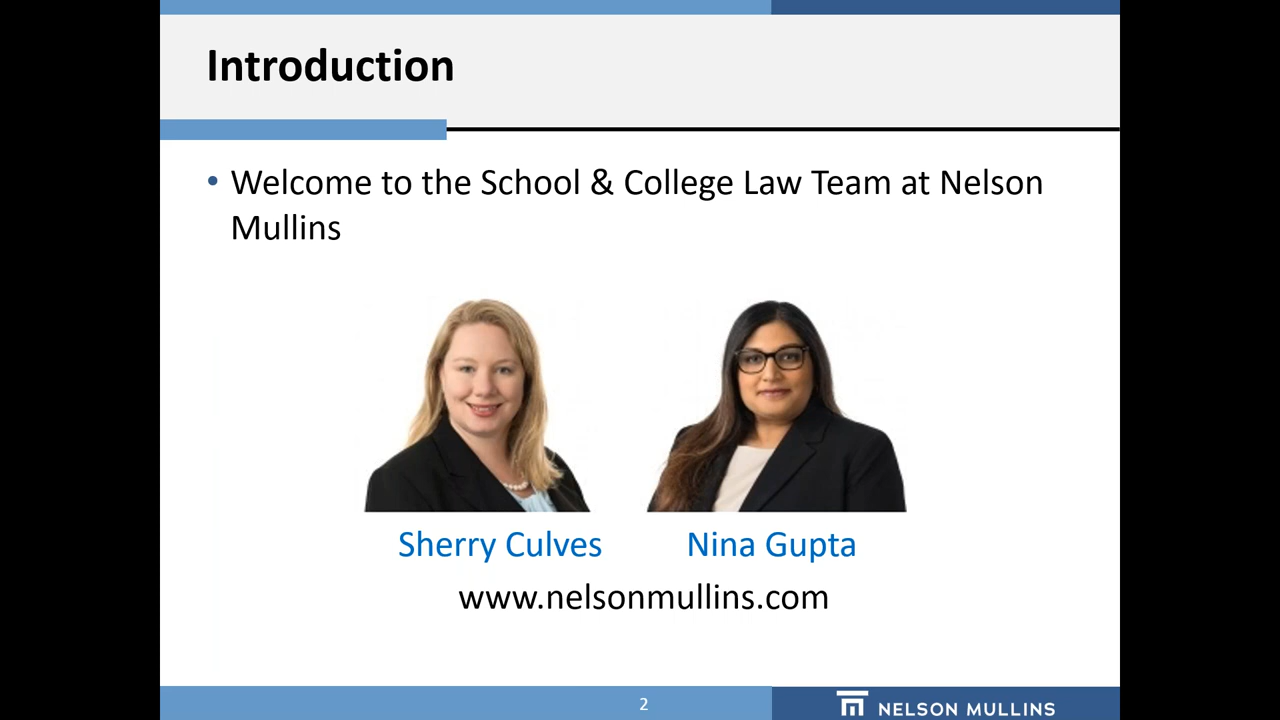 Introduction
• Welcome to the School & College Law Team at Nelson
Mullins
Sherry Culves
Nina Gupta
www.nelsonmullins.com
2
NELSON MULLINS